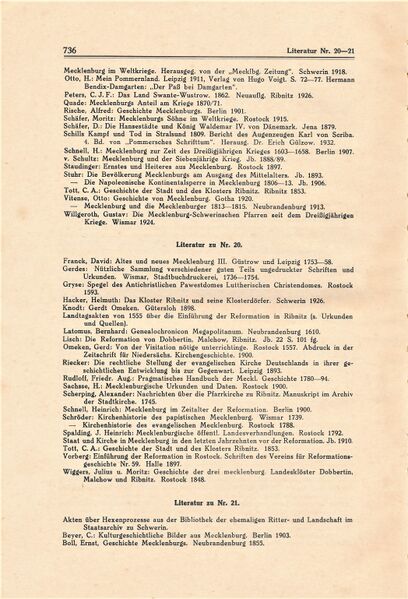 736
Literatur Nr. 20—21
Mecklenburg im Weltkriege. Herausgeg. von der „Mecklbg. Zeitung". Schwerin 1918.
Otto, H.: Mein Pommernland. Leipzig 1911, Verlag von Hugo Voigt. S. 72—77. Hermann
Bendix-Damgarten: „Der Paß bei Damgarten".
Peters, C. J. F.: Das Land Swante-Wustrow. 1862. Neuauflg. Ribnitz 1926.
Quade: Mecklenburgs Anteil am Kriege 1870/71.
Rische, Alfred: Geschichte Mecklenburgs. Berlin 1901.
Schäfer, Moritz: Mecklenburgs Söhne im Weltkriege. Rostock 1915.
Schäfer, D.: Die Hansestädte und König Waldemar IV. von Dänemark. Jena 1879.
Schills Kampf und Tod in Stralsund 1809. Bericht des Augenzeugen Karl von Scriba.
4. Bd. von „Pommersches Schrifttum". Herausg. Dr. Erich Gülzow. 1932.
Schnell, H.: Mecklenburg zur Zeit des Dreißigjährigen Krieges 1603—1658. Berlin 1907.
v. Schultz: Mecklenburg und der Siebenjährige Krieg. Jb. 1888/89.
Staudinger: Ernstes und Heiteres aus Mecklenburg. Rostock 1897.
Stuhr: Die Bevölkerung Mecklenburgs am Ausgang des Mittelalters. Jb. 1893.
— Die Napoleonische Kontinentalsperre in Mecklenburg 1806—13. Jb. 1906.
Tott, C. A.: Geschichte der Stadt und des Klosters Ribnitz. Ribnitz 1853.
Vitense, Otto: Geschichte von Mecklenburg. Gotha 1920.
— Mecklenburg und die Mecklenburger 1813—1815. Neubrandenburg 1913.
Willgeroth, Gustav: Die Mecklenburg-Schwerinschen Pfarren seit dem Dreißigjährigen
Kriege. Wismar 1924.
Literatur zu Nr. 20.
Franck, David: Altes und neues Mecklenburg III. Güstrow und Leipzig 1753—58.
Gerdes: Nützliche Sammlung verschiedener guten Teils ungedruckter Schriften und
Urkunden. Wismar, Stadtbuchdruckerei, 1736—1754.
Gryse: Spegel des Antichristlichen Pawestdomes Luttherischen Christendomes. Rostock
1593.
Hacker, Helmuth: Das Kloster Ribnitz und seine Klosterdörfer. Schwerin 1926.
Knodt: Gerdt Omeken. Gütersloh 1898.
Landtagsakten von 1555 über die Einführung der Reformation in Ribnitz (s. Urkunden
und Quellen).
Latomus, Bernhard: Genealochronicon Megapolitanum. Neubrandenburg 1610.
Lisch: Die Reformation von Dobbertin, Malchow, Ribnitz. Jb. 22 S. 101 fg.
Omeken, Gerd: Von der Visitation nötige underrichtinge. Rostock 1557. Abdruck in der
Zeitschrift für Niedersächs. Kirchengeschichte. 1900.
Riecker: Die rechtliche Stellung der evangelischen Kirche Deutschlands in ihrer ge-
schichtlichen Entwicklung bis zur Gegenwart. Leipzig 1893.
Rudloff, Friedr. Aug.: Pragmatisches Handbuch der Meckl. Geschichte 1780—94.
Sachsse, H.: Mecklenburgische Urkunden und Daten. Rostock 1900.
Scherping, Alexander: Nachrichten über die Pfarrkirche zu Ribnitz. Manuskript im Archiv
der Stadtkirche. 1745.
Schnell, Heinrich: Mecklenburg im Zeitalter der Reformation. Berlin 1900.
Schröder: Kirchenhistorie des papistischen Mecklenburg. Wismar 1739.
— Kirchenhistorie des evangelischen Mecklenburg. Rostock 1788.
Spalding, J. Heinrich: Mecklenburgische öffentl. Landesverhandlungen. Rostock 1792.
Staat und Kirche in Mecklenburg in den letzten Jahrzehnten vor der Reformation. Jb. 1910.
Tott, C. A.: Geschichte der Stadt und des Klosters Ribnitz. Ribnitz 1853.
Vorberg: Einführung der Reformation in Rostock. Schriften des Vereins für Reformations-
geschichte Nr. 59. Halle 1897.
Wiggers, Julius u. Moritz: Geschichte der drei mecklenburg. Landesklöster Dobbertin,
Malchow und Ribnitz. Rostock 1848.
Literatur zu Nr. 21.
Akten über Hexenprozesse aus der Bibliothek der ehemaligen Ritter- und Landschaft im
Staatsarchiv zu Schwerin.
Beyer, C.: Kulturgeschichtliche Bilder aus Mecklenburg. Berlin 1903.
Boll, Ernst, Geschichte Mecklenburgs. Neubrandenburg 1855.